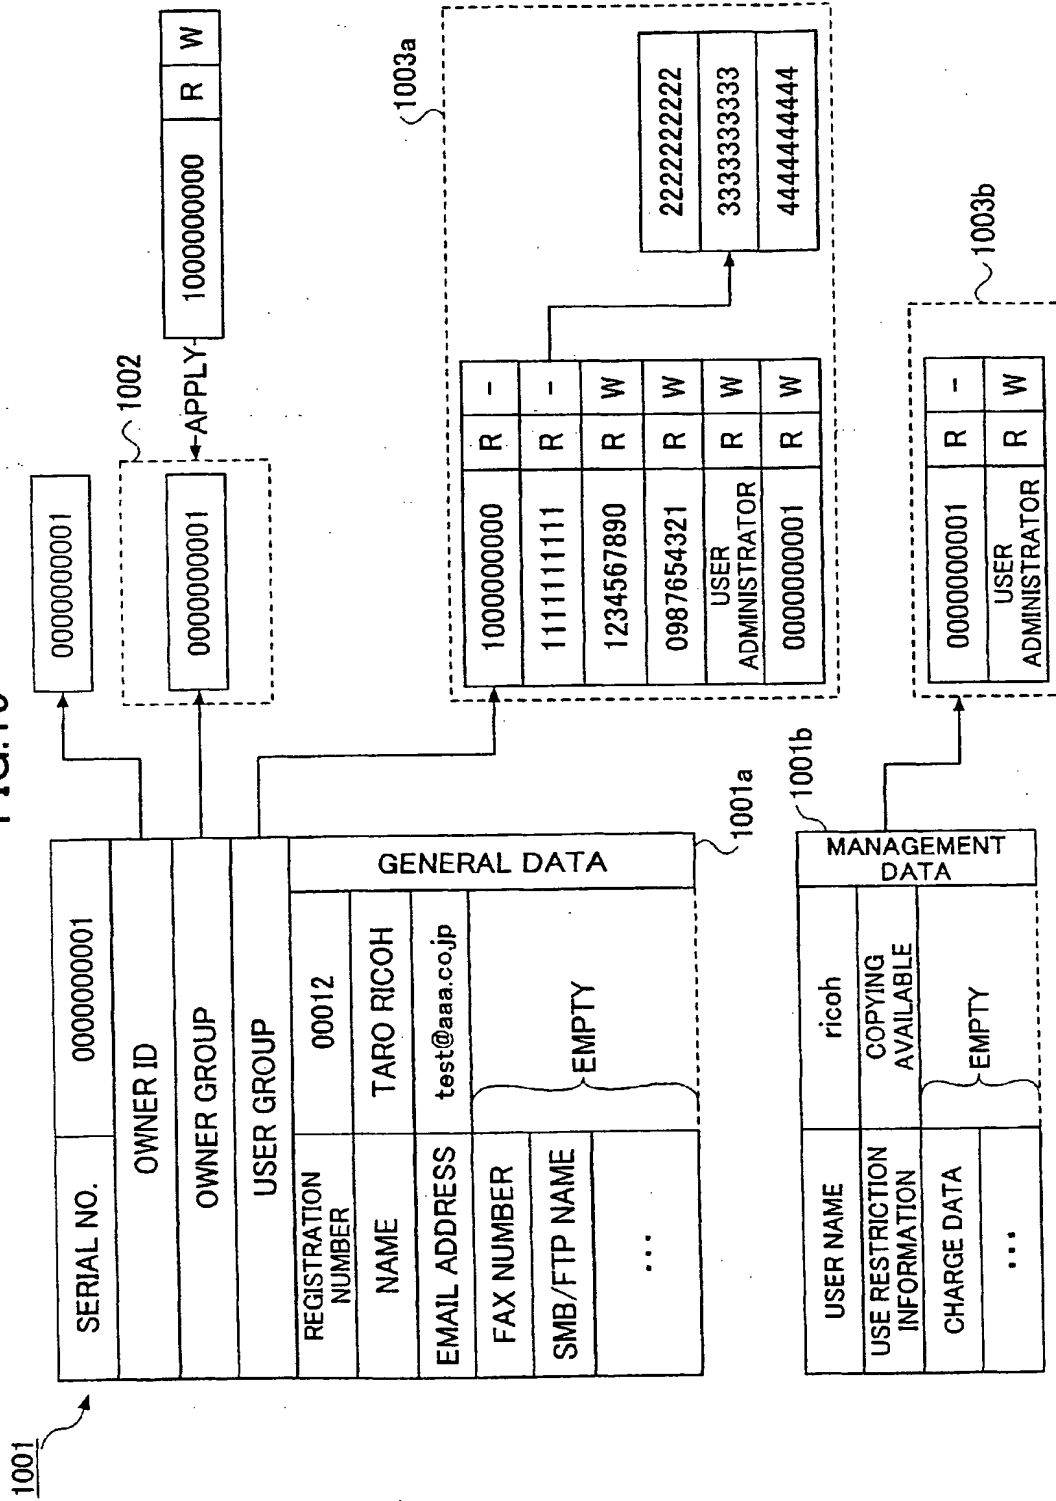 FIG.10
1001
SERIAL NO.
0000000001
OWNER ID
OWNER GROUP
USER GROUP
REGISTRATION
NUMBER
00012
NAME
TARO RICOH
EMAIL ADDRESS
test@aaa.co.jp
FAX NUMBER
SMB/FTP NAME
...
EMPTY
GENERAL DATA
1001a
USER NAME
ricoh
USE RESTRICTION
INFORMATION
COPYING
AVAILABLE
CHARGE DATA
...
EMPTY
MANAGEMENT
DATA
1001b
0000000001
0000000001
1002
APPLY
1000000000 R W
1000000000 R -
1111111111 R -
1234567890 R W
0987654321 R W
USER
ADMINISTRATOR R W
0000000001 R W
2222222222
3333333333
4444444444
1003a
0000000001 R -
USER
ADMINISTRATOR R W
1003b